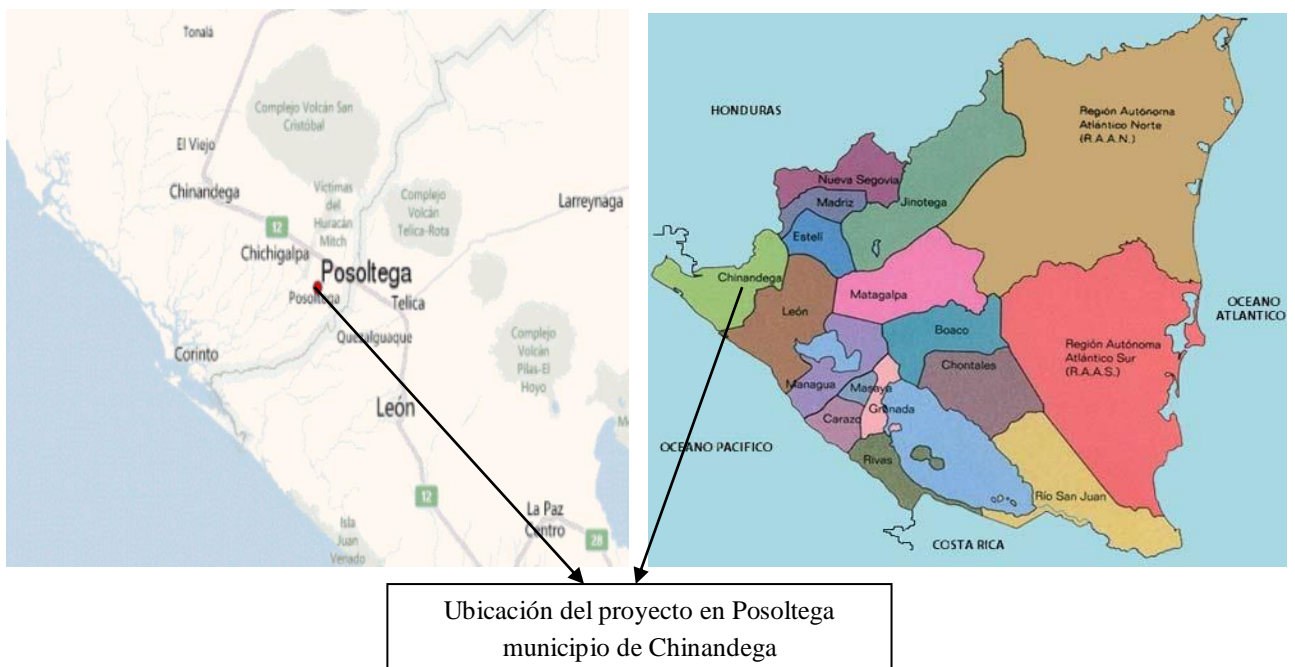 Tonalá
Complejo Volcán San
Cristóbal
El Viejo
Chinandega
Víctimas
del
Huracán
Mitch
Complejo
Volcán
Telica-Rota
Larreynaga
12
Chichigalpa
Posoltega
Posoltega
Telica
Quezalguaque
Corinto
Complejo
Volcán
Pilas-El
Hoyo
León
12
La Paz
Centro
28
Isla
Juan
Venado
HONDURAS
Región Autónoma
Atlántico Norte
(R.A.A.N.)
Nueva Segovia
Madriz
Jinotega
Estelí
Chinandega
León
Matagalpa
Boaco
OCEANO
ATLANTICO
Región Autónoma
Atlántico Sur
(R.A.A.S.)
Chontales
Managua
Masaya
Granada
Carazo
OCEANO PACIFICO
Rivas
Río San Juan
COSTA RICA
Ubicación del proyecto en Posoltega
municipio de Chinandega